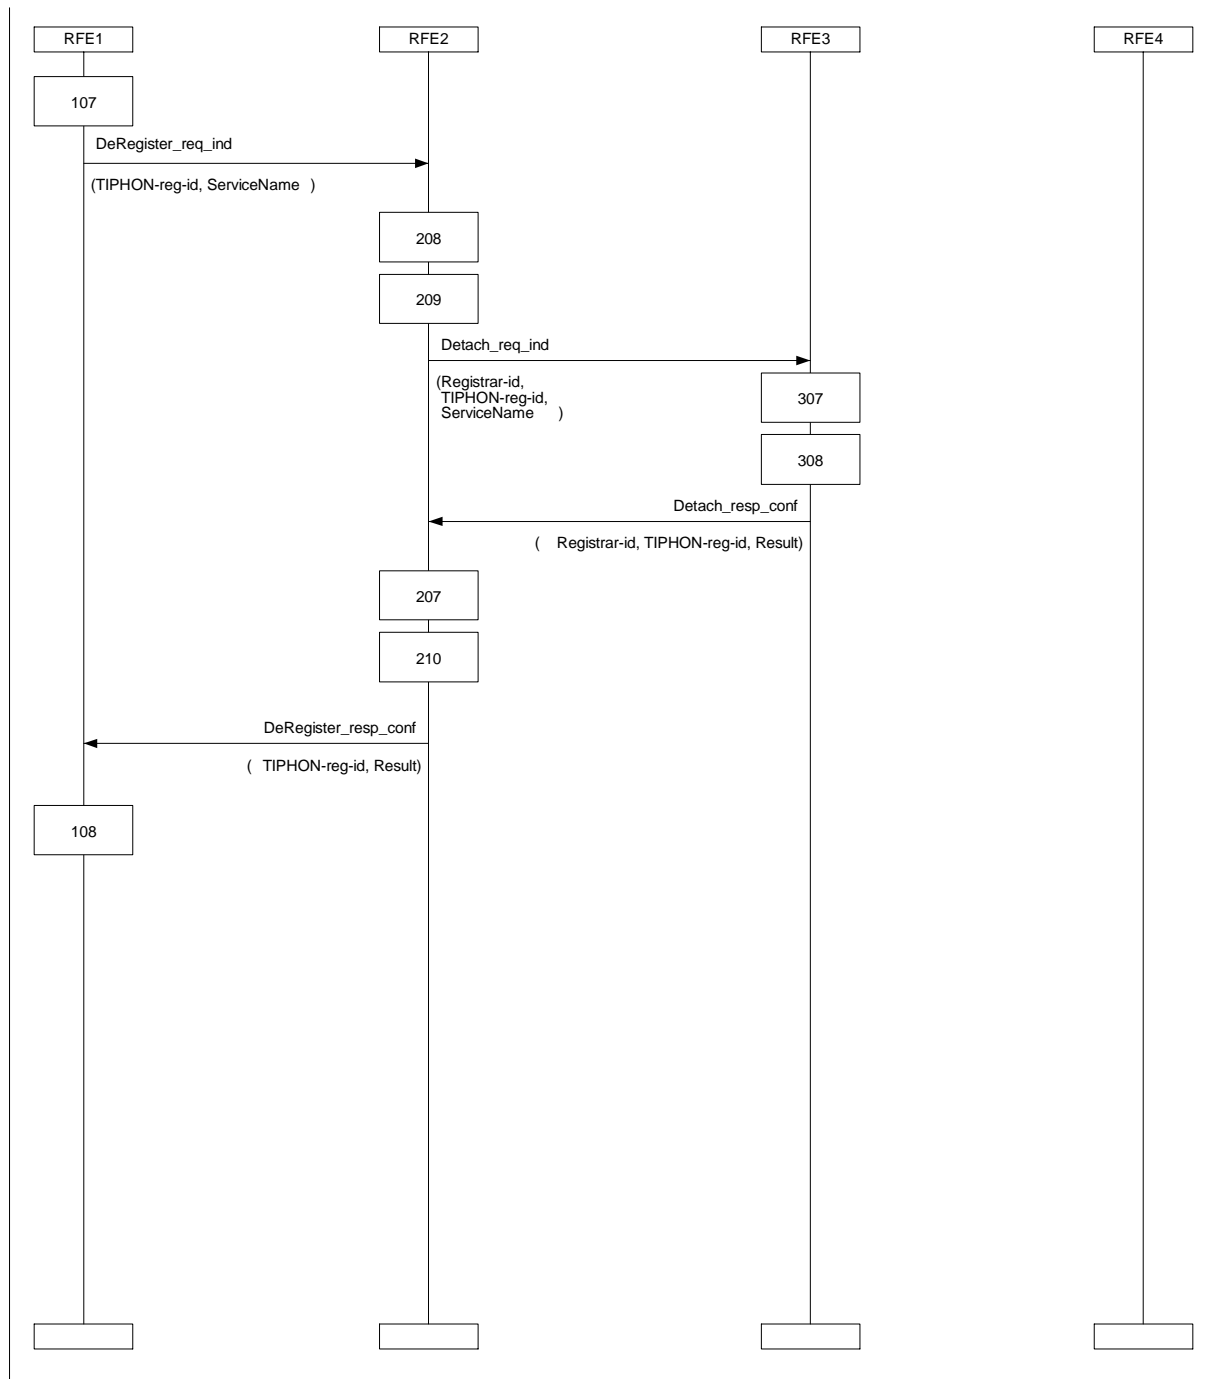 RFE1
RFE2
RFE3
RFE4
107
DeRegister_req_ind
(TIPHON-reg-id, ServiceName )
208
209
Detach_req_ind
(Registrar-id,
TIPHON-reg-id,
ServiceName )
307
308
Detach_resp_conf
( Registrar-id, TIPHON-reg-id, Result)
207
210
DeRegister_resp_conf
( TIPHON-reg-id, Result)
108